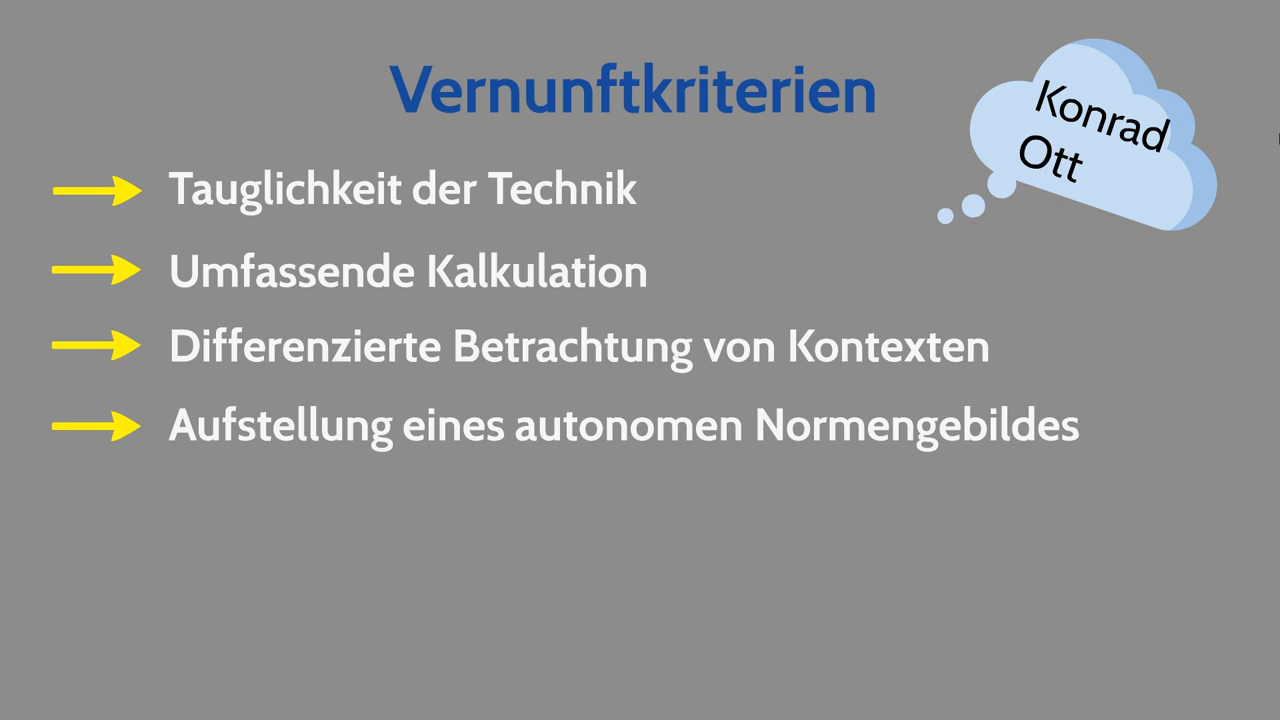 Vernunftkriterien
Konrad
Ott
Tauglichkeit der Technik
Umfassende Kalkulation
Differenzierte Betrachtung von Kontexten
Aufstellung eines autonomen Normengebildes